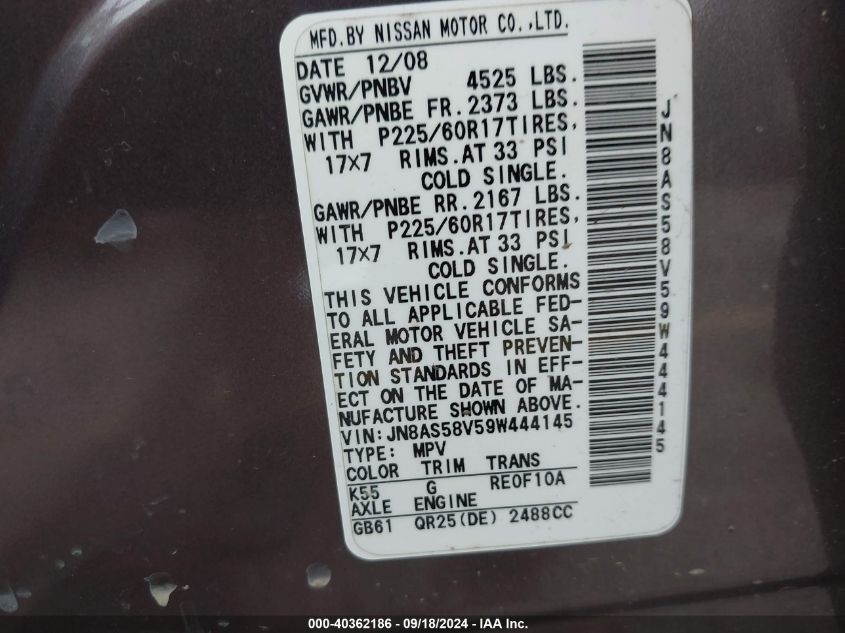 MFD.BY NISSAN MOTOR CO.,LTD.
DATE 12/08
GVWR/PNBV 4525 LBS.
GAWR/PNBE FR.2373 LBS.
WITH P225/60R17TIRES,
17X7 RIMS.AT 33 PSI
COLD SINGLE.
GAWR/PNBE RR.2167 LBS.
WITH P225/60R17TIRES,
17X7 RIMS.AT 33 PSI
COLD SINGLE.
THIS VEHICLE CONFORMS
TO ALL APPLICABLE FED-
ERAL MOTOR VEHICLE SA-
FETY AND THEFT PREVEN-
TION STANDARDS IN EFF-
ECT ON THE DATE OF MA-
NUFACTURE SHOWN ABOVE.
VIN:JN8AS58V59W444145
TYPE: MPV
COLOR TRIM TRANS
K55 G RE0F10A
AXLE ENGINE
GB61 QR25(DE) 2488CC
JN8AS58V59W444145
000-40362186 - 09/18/2024 - IAA Inc.